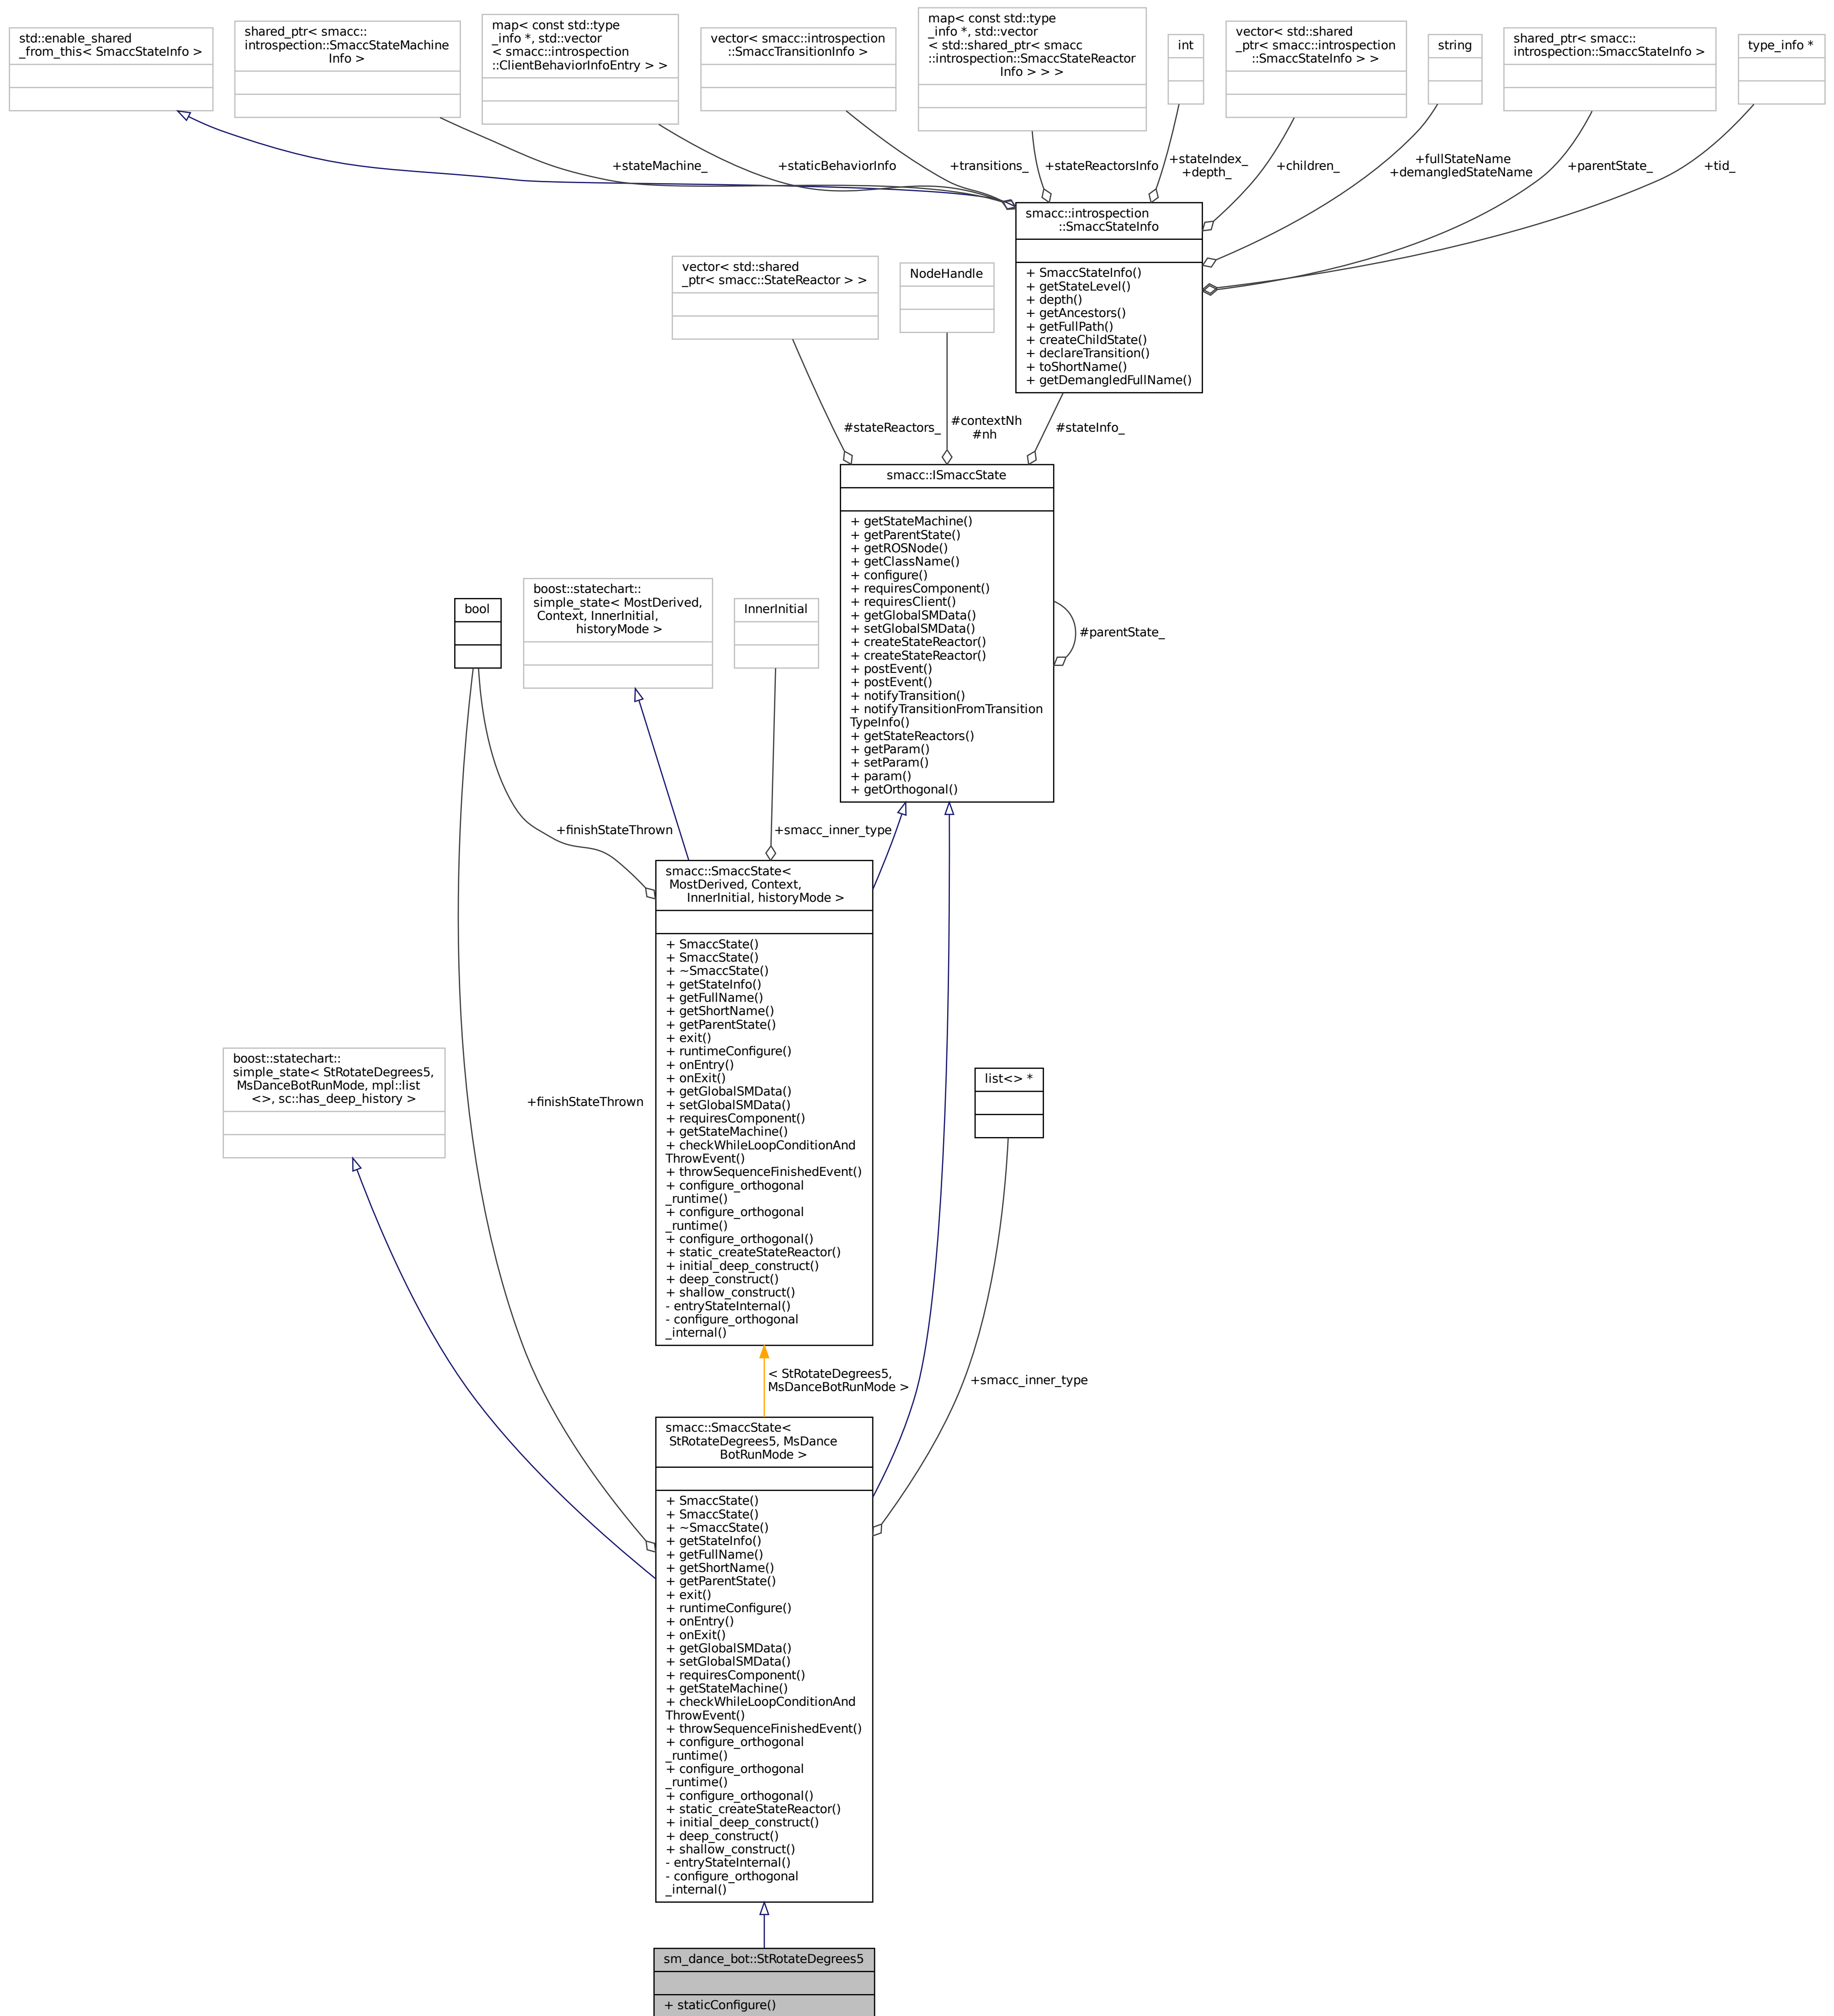 std::enable_shared
_from_this< SmaccStateInfo >
shared_ptr< smacc::
introspection::SmaccStateMachine
Info >
map< const std::type
_info *, std::vector
< smacc::introspection
::ClientBehaviorInfoEntry > >
vector< smacc::introspection
::SmaccTransitionInfo >
map< const std::type
_info *, std::vector
< std::shared_ptr< smacc
::introspection::SmaccStateReactor
Info > > >
int
vector< std::shared
_ptr< smacc::introspection
::SmaccStateInfo > >
string
shared_ptr< smacc::
introspection::SmaccStateInfo >
type_info *
+stateMachine_
+staticBehaviorInfo
+transitions_
+stateReactorsInfo
+stateIndex_
+depth_
+children_
+fullStateName
+demangledStateName
+parentState_
+tid_
smacc::introspection
::SmaccStateInfo
+ SmaccStateInfo()
+ getStateLevel()
+ depth()
+ getAncestors()
+ getFullPath()
+ createChildState()
+ declareTransition()
+ toShortName()
+ getDemangledFullName()
vector< std::shared
_ptr< smacc::StateReactor > >
NodeHandle
#stateReactors_
#contextNh
#nh
#stateInfo_
smacc::ISmaccState
+ getStateMachine()
+ getParentState()
+ getROSNode()
+ getClassName()
+ configure()
+ requiresComponent()
+ requiresClient()
+ getGlobalSMData()
+ setGlobalSMData()
+ createStateReactor()
+ createStateReactor()
+ postEvent()
+ postEvent()
+ notifyTransition()
+ notifyTransitionFromTransition
TypeInfo()
+ getStateReactors()
+ getParam()
+ setParam()
+ param()
+ getOrthogonal()
#parentState_
bool
boost::statechart::
simple_state< MostDerived,
Context, InnerInitial,
historyMode >
InnerInitial
+finishStateThrown
+smacc_inner_type
smacc::SmaccState<
MostDerived, Context,
InnerInitial, historyMode >
+ SmaccState()
+ SmaccState()
+ ~SmaccState()
+ getStateInfo()
+ getFullName()
+ getShortName()
+ getParentState()
+ exit()
+ runtimeConfigure()
+ onEntry()
+ onExit()
+ getGlobalSMData()
+ setGlobalSMData()
+ requiresComponent()
+ getStateMachine()
+ checkWhileLoopConditionAnd
ThrowEvent()
+ throwSequenceFinishedEvent()
+ configure_orthogonal
_runtime()
+ configure_orthogonal
_runtime()
+ configure_orthogonal()
+ static_createStateReactor()
+ initial_deep_construct()
+ deep_construct()
+ shallow_construct()
- entryStateInternal()
- configure_orthogonal
_internal()
boost::statechart::
simple_state< StRotateDegrees5,
MsDanceBotRunMode, mpl::list
<>, sc::has_deep_history >
+finishStateThrown
list<> *
< StRotateDegrees5,
MsDanceBotRunMode >
+smacc_inner_type
smacc::SmaccState<
StRotateDegrees5, MsDance
BotRunMode >
+ SmaccState()
+ SmaccState()
+ ~SmaccState()
+ getStateInfo()
+ getFullName()
+ getShortName()
+ getParentState()
+ exit()
+ runtimeConfigure()
+ onEntry()
+ onExit()
+ getGlobalSMData()
+ setGlobalSMData()
+ requiresComponent()
+ getStateMachine()
+ checkWhileLoopConditionAnd
ThrowEvent()
+ throwSequenceFinishedEvent()
+ configure_orthogonal
_runtime()
+ configure_orthogonal
_runtime()
+ configure_orthogonal()
+ static_createStateReactor()
+ initial_deep_construct()
+ deep_construct()
+ shallow_construct()
- entryStateInternal()
- configure_orthogonal
_internal()
sm_dance_bot::StRotateDegrees5
+ staticConfigure()